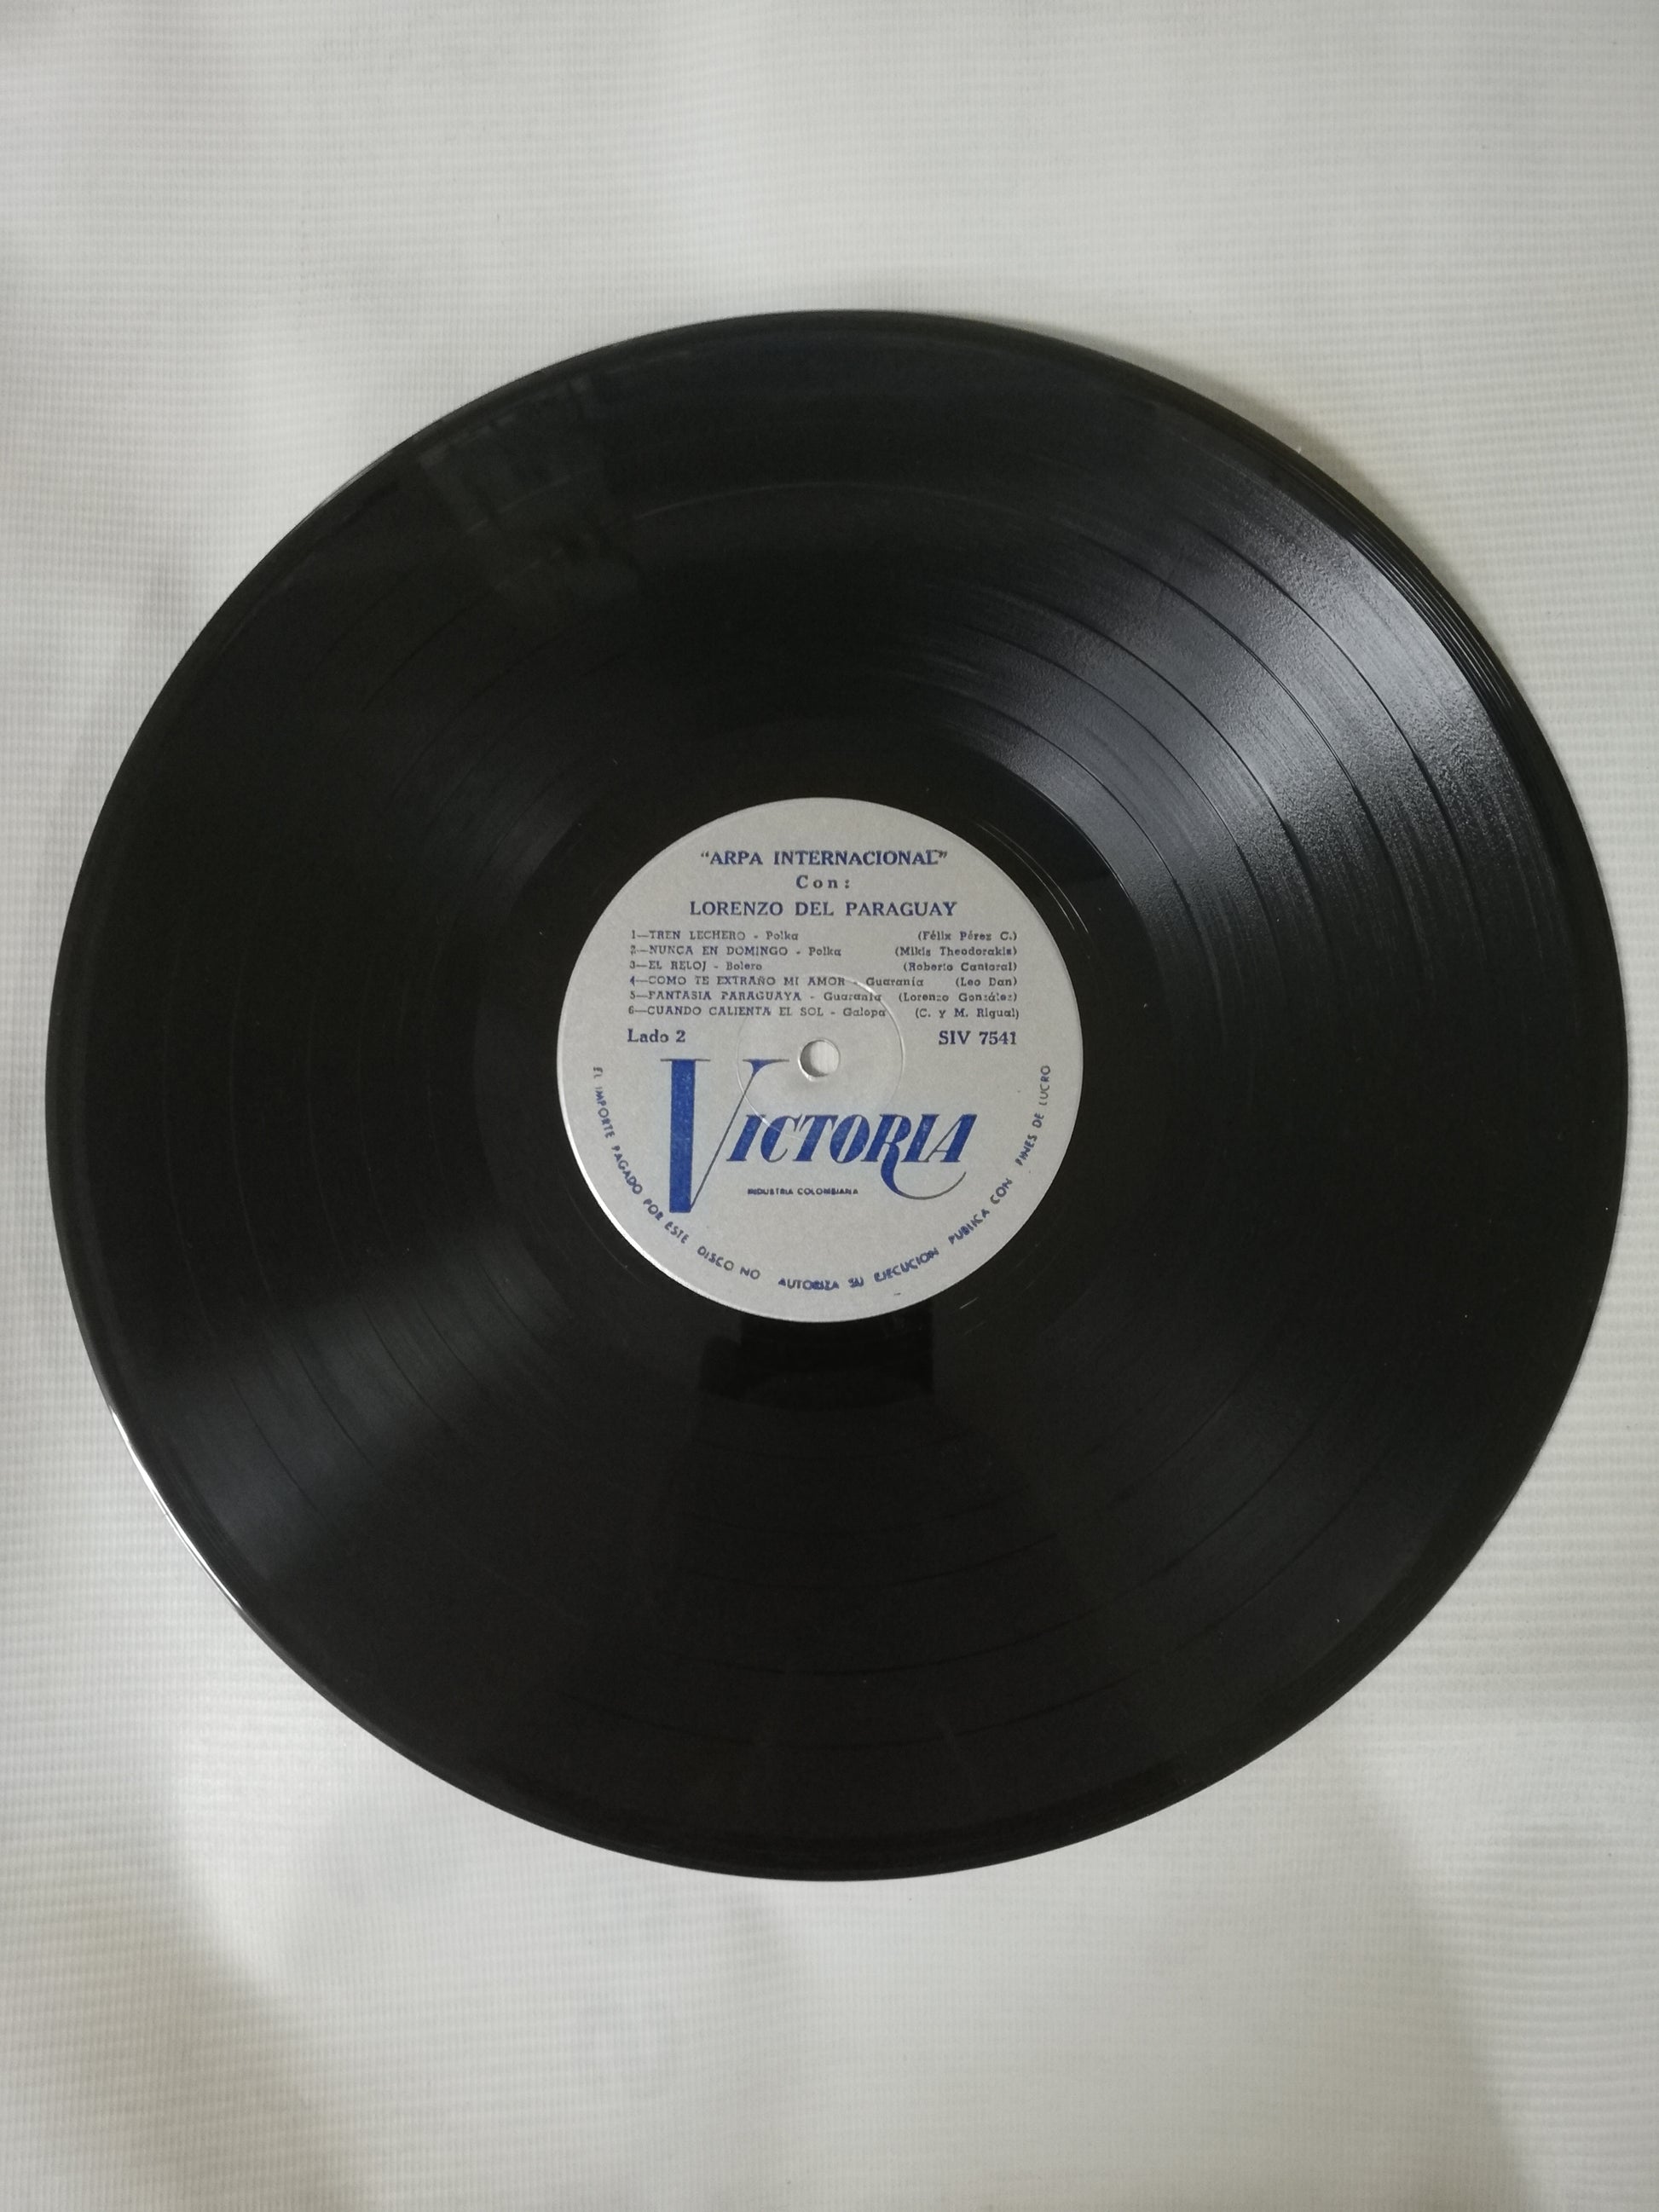 "ARPA INTERNACIONAL"
Con:
LORENZO DEL PARAGUAY
1—TREN LECHERO - Polka (Félix Pérez C.)
2—NUNCA EN DOMINGO - Polka (Mikis Theodorakis)
3—EL RELOJ - Bolero (Roberto Cantoral)
4—COMO TE EXTRAÑO MI AMOR - Guarania (Leo Dan)
5—FANTASIA PARAGUAYA - Guarania (Lorenzo González)
6—CUANDO CALIENTA EL SOL - Galopa (C. y M. Rigual)
Lado 2 SIV 7541
VICTORIA
INDUSTRIA COLOMBIANA
EL IMPORTE PAGADO POR ESTE DISCO NO AUTORIZA SU EJECUCION PUBLICA CON FINES DE LUCRO